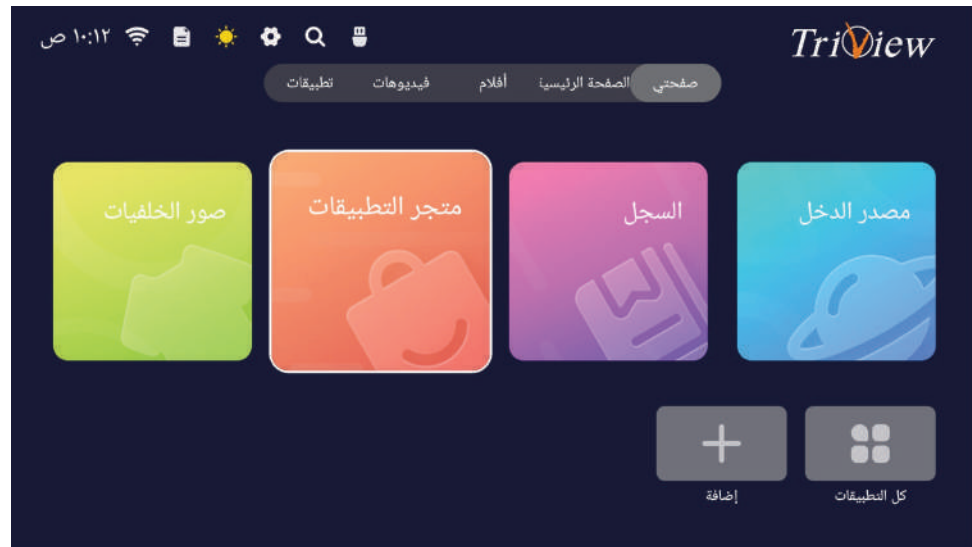 TriView
١٠:١٢ ص
صفحتي الصفحة الرئيسية أفلام فيديوهات تطبيقات
مصدر الدخل السجل متجر التطبيقات صور الخلفيات
كل التطبيقات إضافة